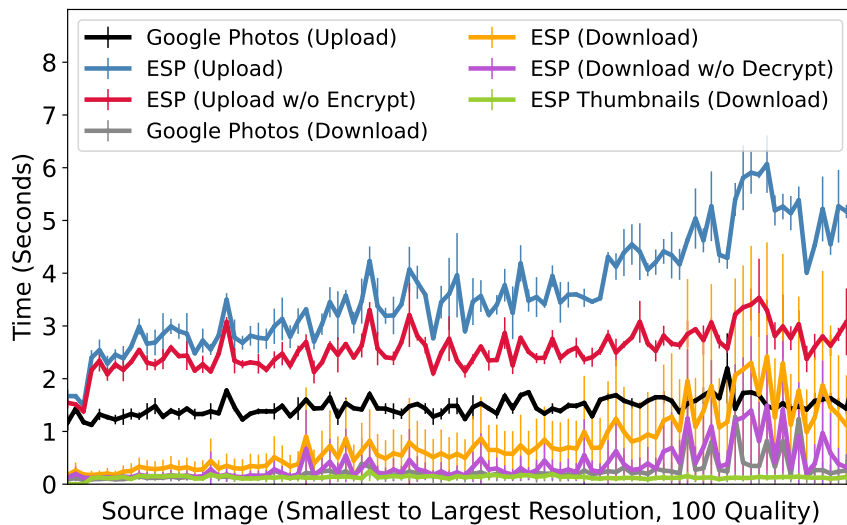 8
7
6
5
4
3
2
1
0
Time (Seconds)
Google Photos (Upload)
ESP (Upload)
ESP (Upload w/o Encrypt)
Google Photos (Download)
ESP (Download)
ESP (Download w/o Decrypt)
ESP Thumbnails (Download)
Source Image (Smallest to Largest Resolution, 100 Quality)